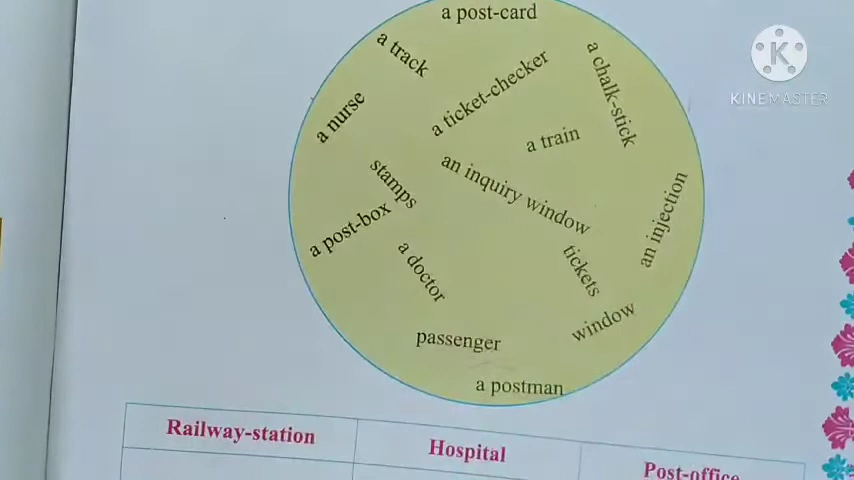 a post-card
a track
a chalk-stick
a ticket-checker
a nurse
a train
an inquiry window
stamps
an injection
a post-box
a doctor
tickets
window
passenger
a postman
Railway-station
Hospital
Post-office
KINEMASTER